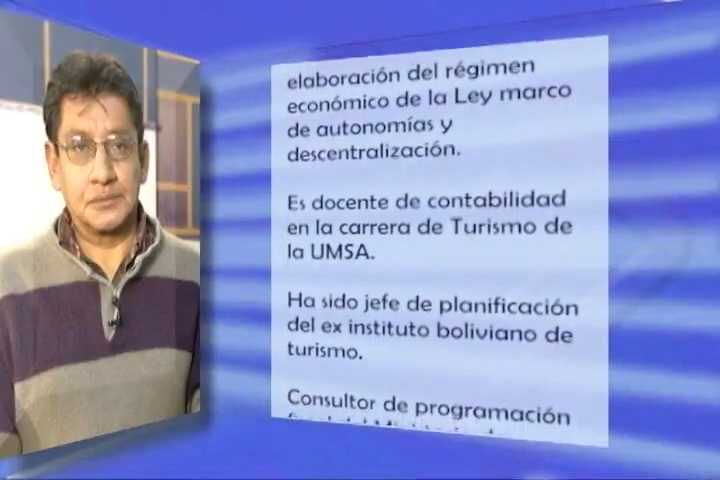 elaboración del régimen
económico de la Ley marco
de autonomías y
descentralización.
Es docente de contabilidad
en la carrera de Turismo de
la UMSA.
Ha sido jefe de planificación
del ex instituto boliviano de
turismo.
Consultor de programación